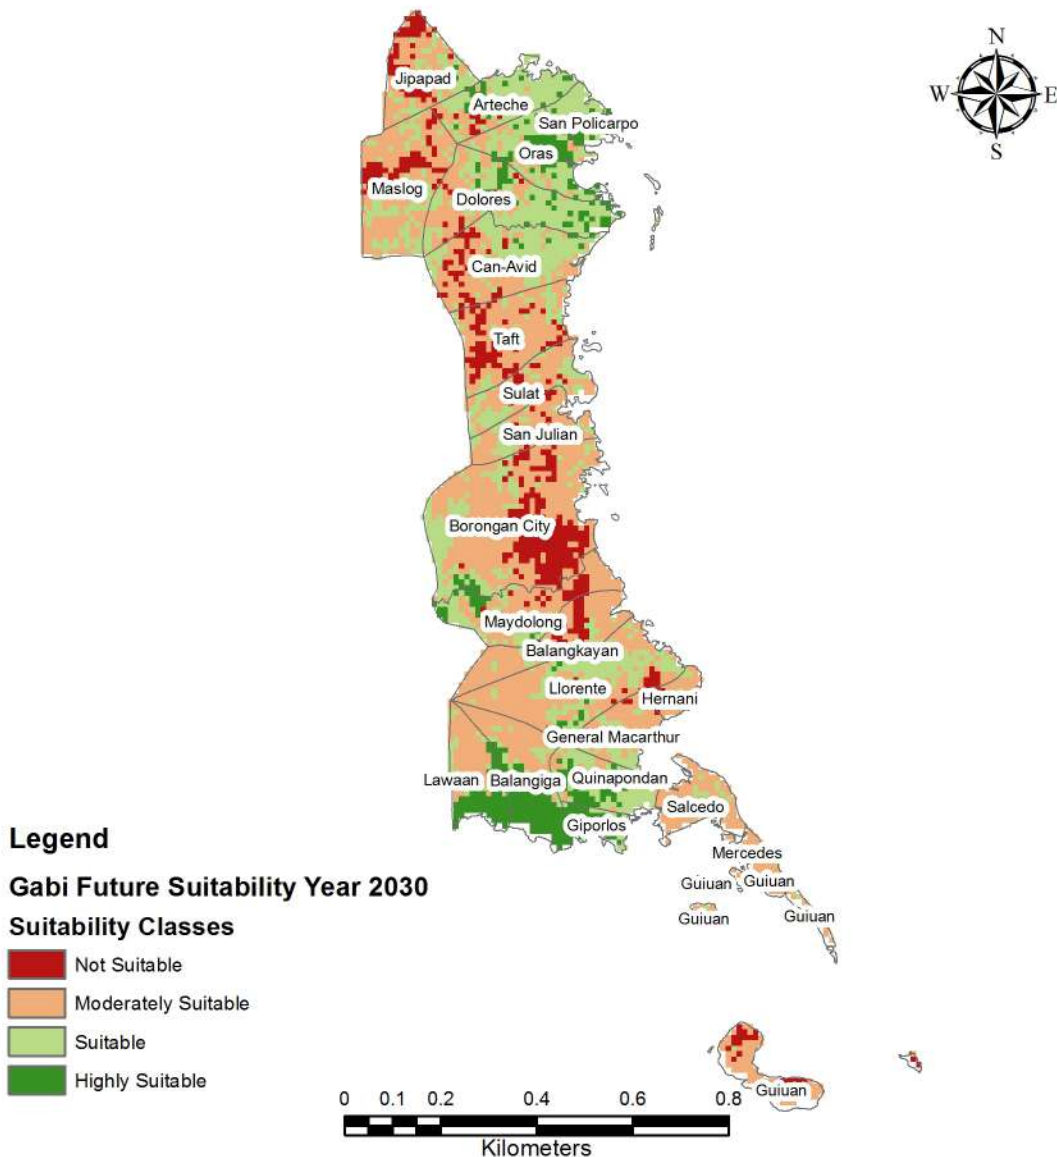 N
W
E
S
Jipapad
Arteche
San Policarpo
Oras
Maslog
Dolores
Can-Avid
Taft
Sulat
San Julian
Borongan City
Maydolong
Balangkayan
Llorente
Hernani
General Macarthur
Lawaan
Balangiga
Quinapondan
Salcedo
Giporlos
Mercedes
Guiuan
Guiuan
Guiuan
Guiuan
Guiuan
Legend
Gabi Future Suitability Year 2030
Suitability Classes
Not Suitable
Moderately Suitable
Suitable
Highly Suitable
0 0.1 0.2 0.4 0.6 0.8
Kilometers